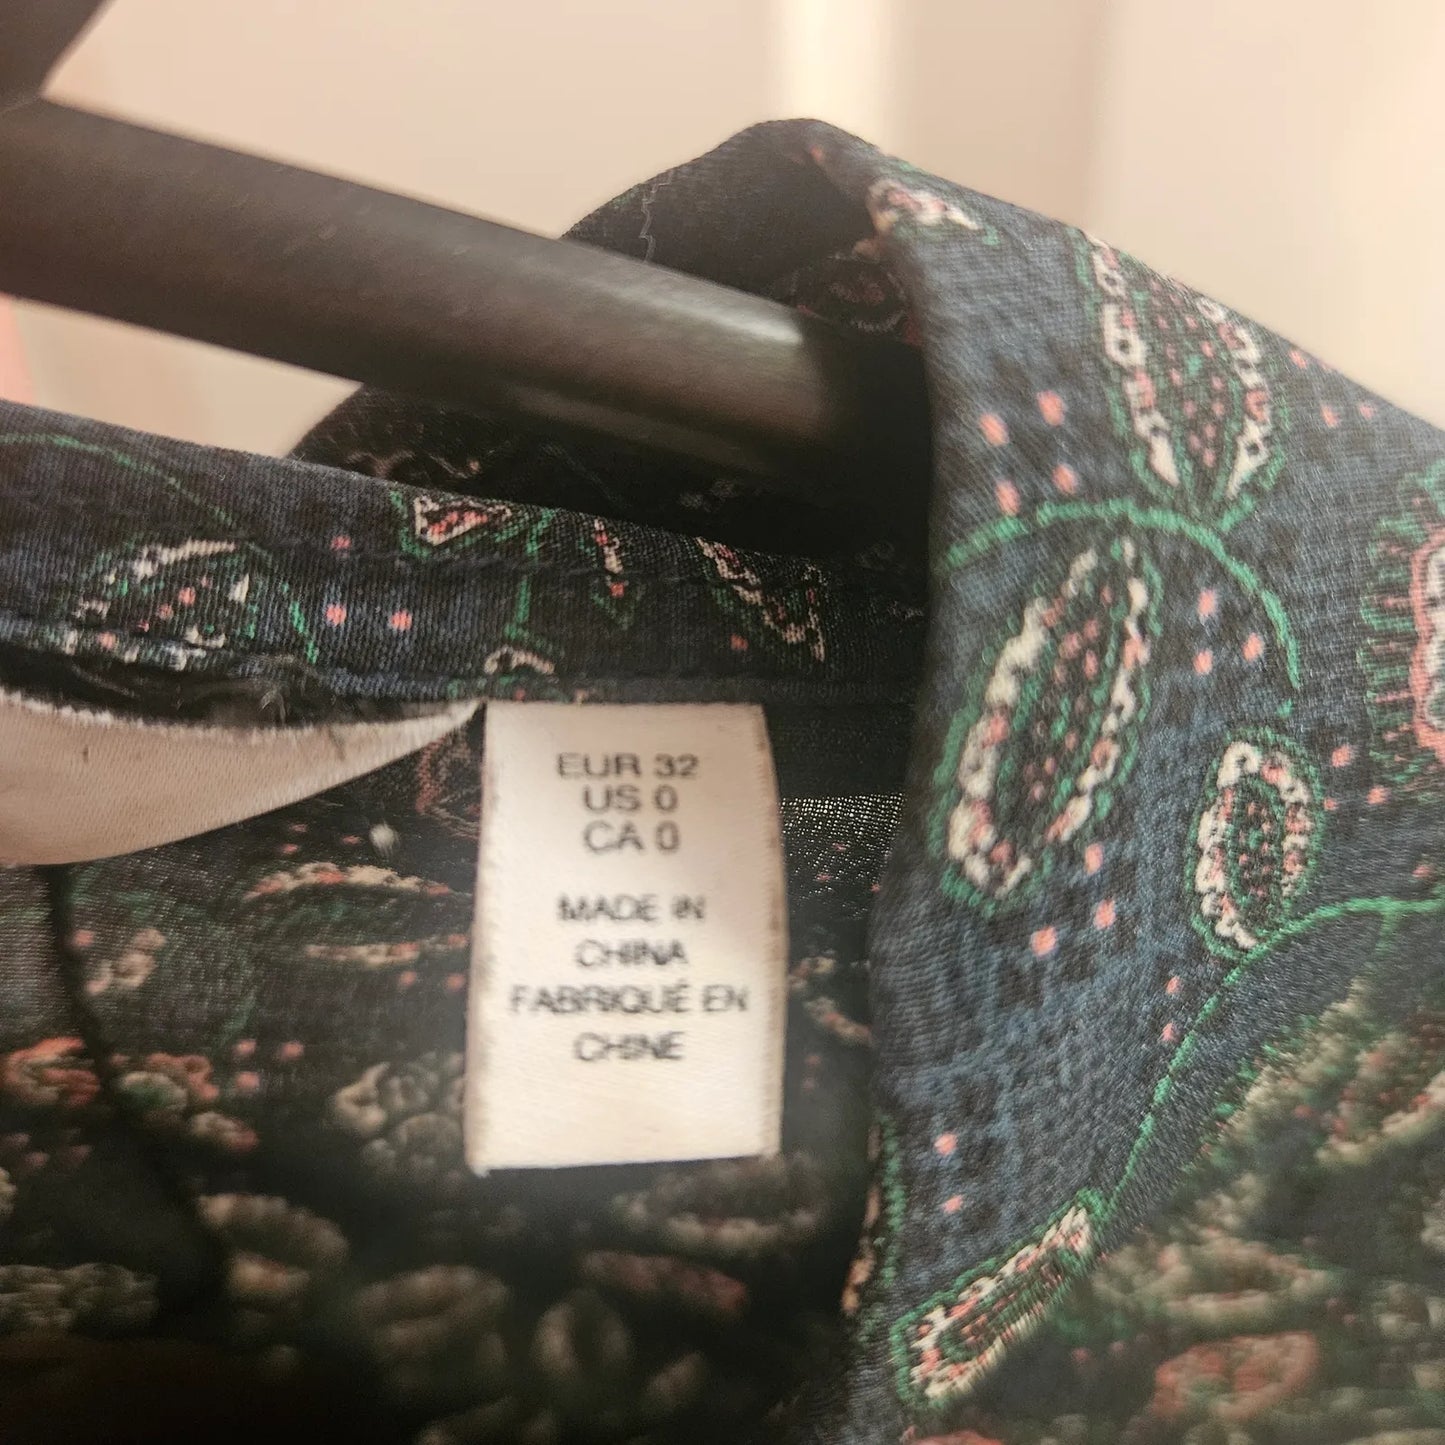 EUR 32
US 0
CA 0
MADE IN
CHINA
FABRIQUÉ EN
CHINE